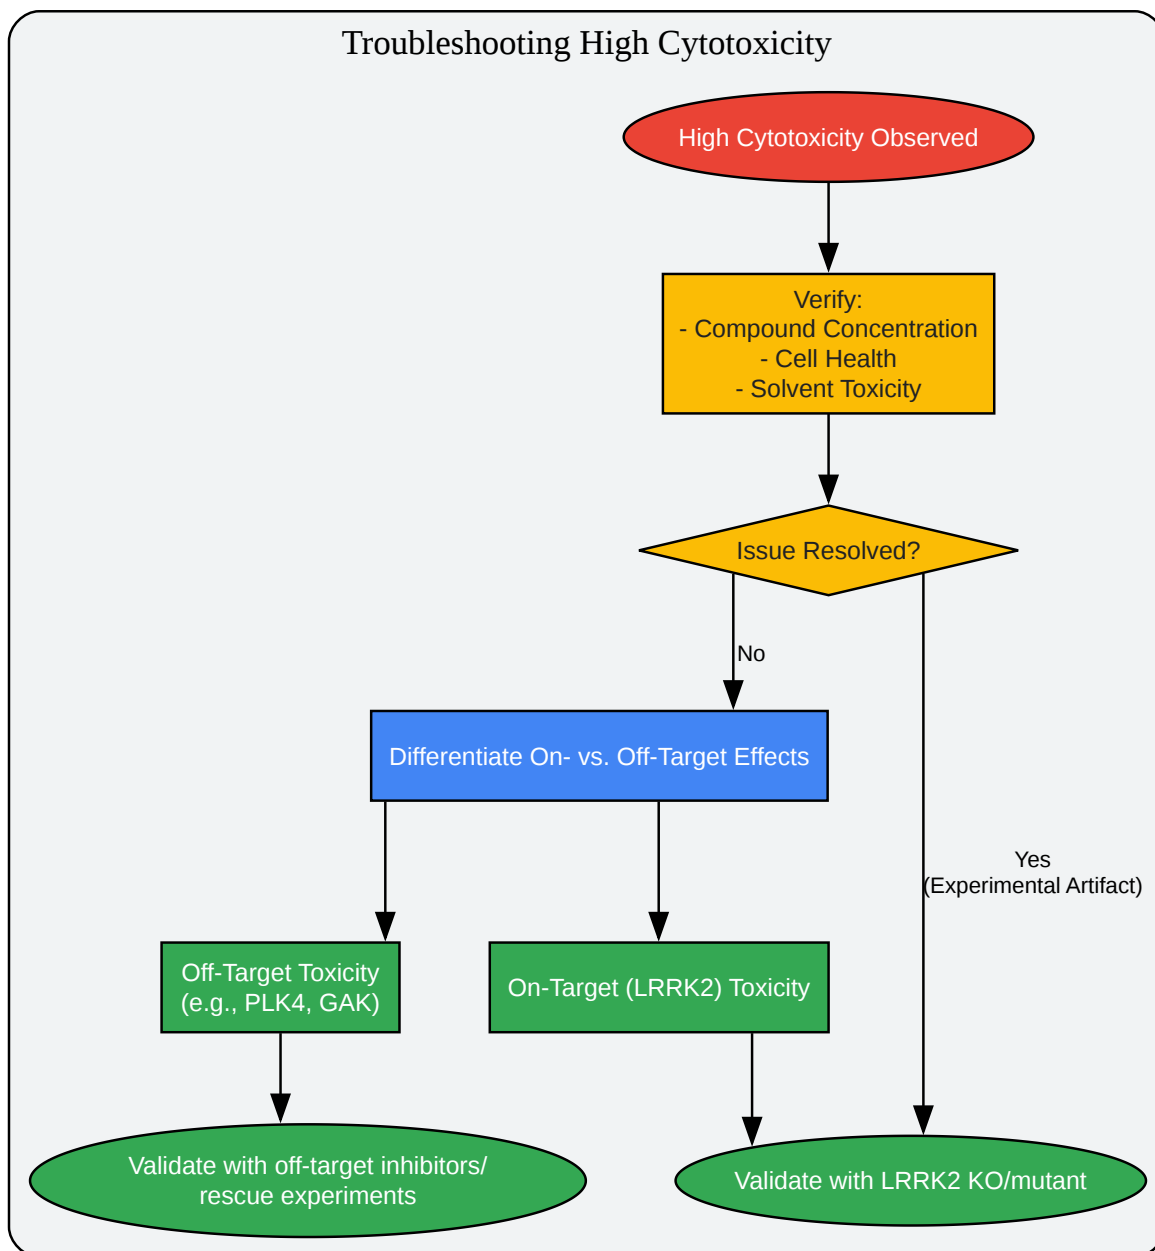 Troubleshooting High Cytotoxicity
High Cytotoxicity Observed
Verify:
- Compound Concentration
- Cell Health
- Solvent Toxicity
Issue Resolved?
No
Differentiate On- vs. Off-Target Effects
Yes
(Experimental Artifact)
Off-Target Toxicity
(e.g., PLK4, GAK)
On-Target (LRRK2) Toxicity
Validate with off-target inhibitors/
rescue experiments
Validate with LRRK2 KO/mutant